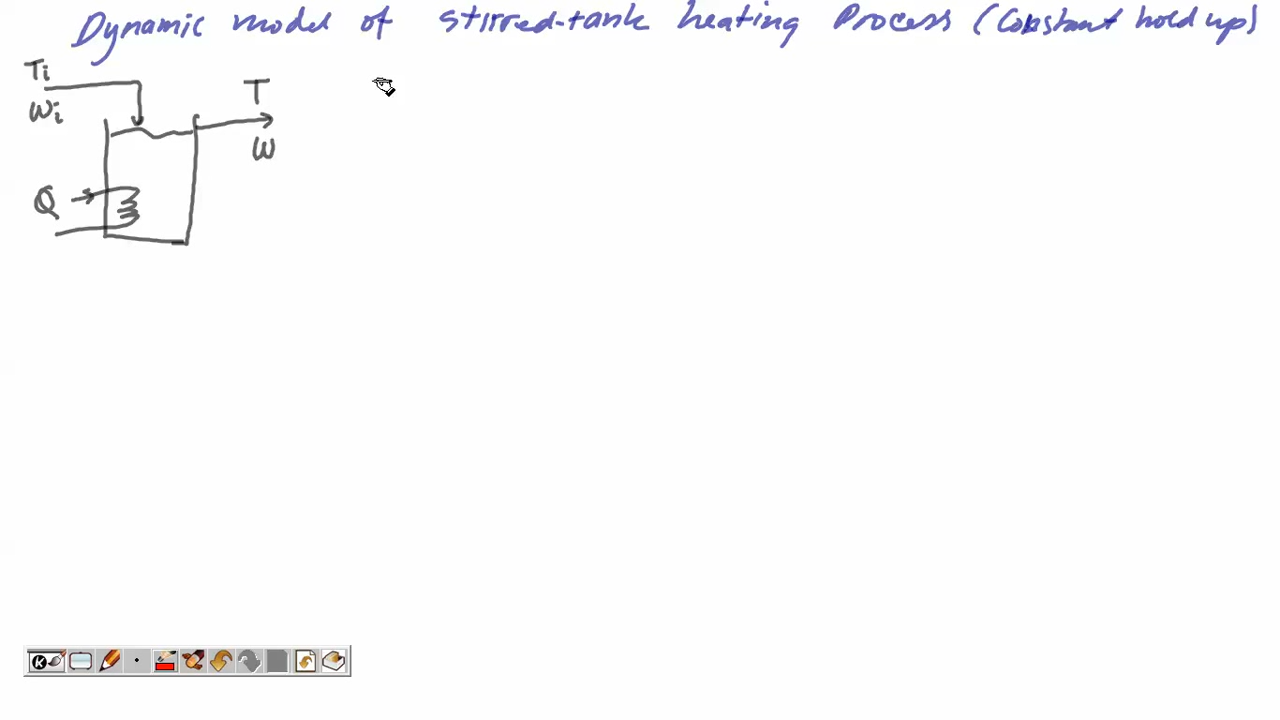 Dynamic model of stirred-tank heating Process (Constant hold up)
Ti
wi
T
w
Q
K